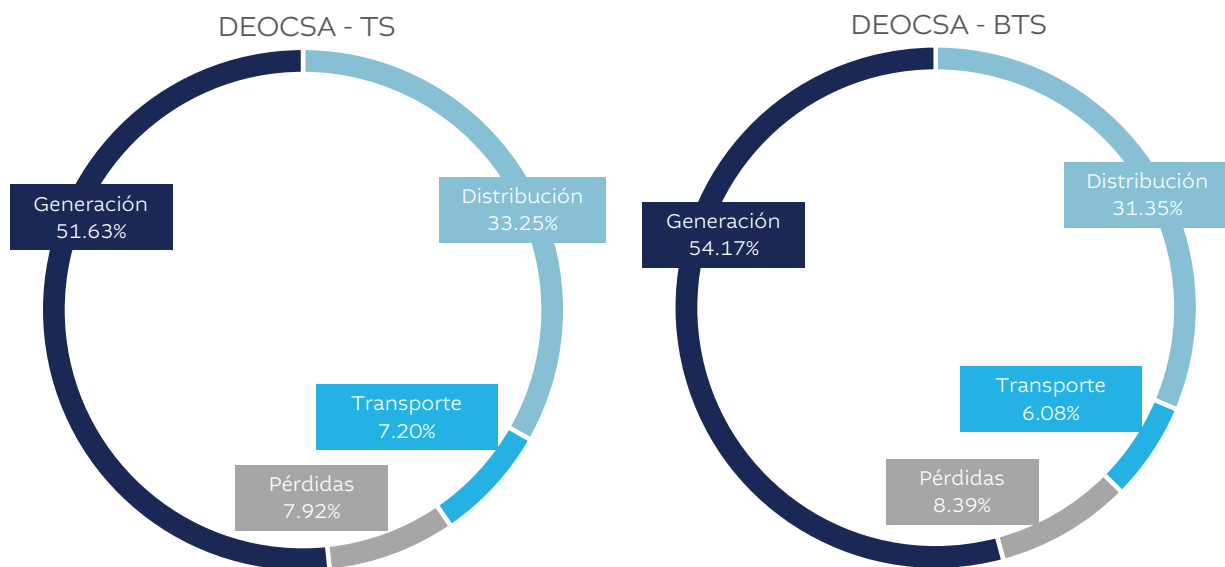 DEOCSA - TS
Generación
51.63%
Distribución
33.25%
Transporte
7.20%
Pérdidas
7.92%
DEOCSA - BTS
Generación
54.17%
Distribución
31.35%
Transporte
6.08%
Pérdidas
8.39%